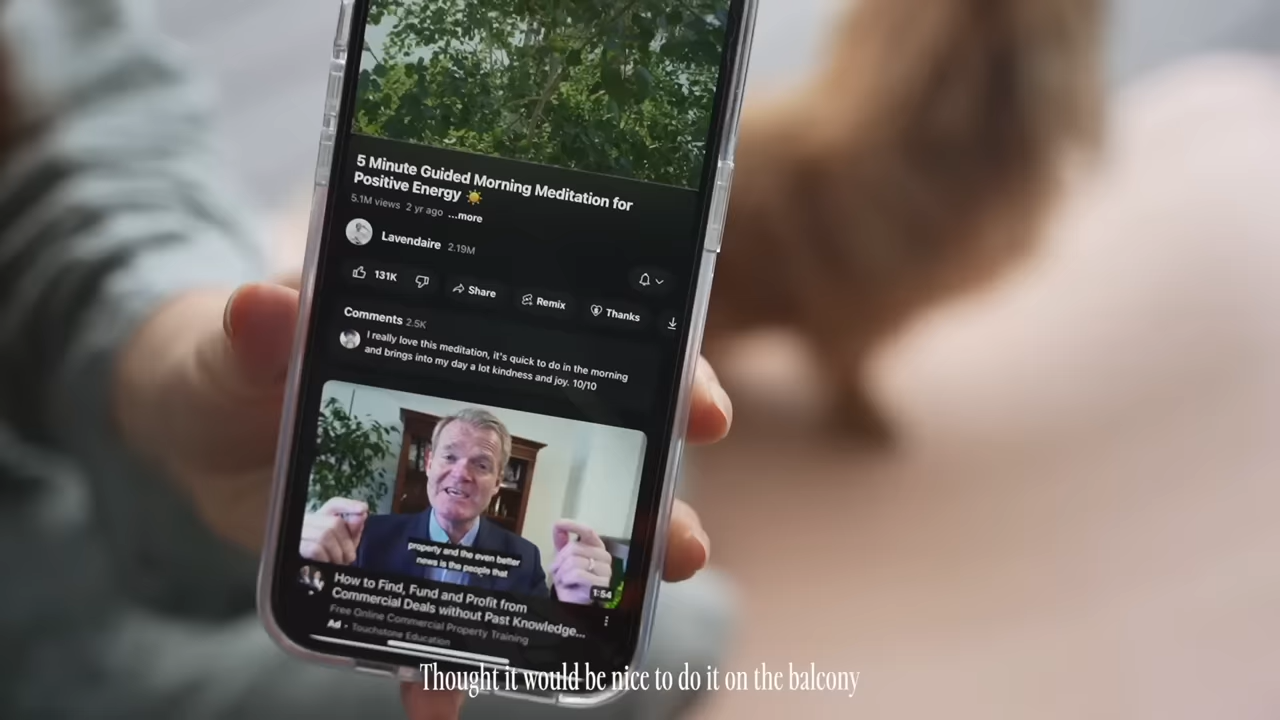 5 Minute Guided Morning Meditation for
Positive Energy ☀️
5.1M views 2 yr ago ...more
Lavendaire 2.19M
131K Share Remix Thanks
Comments 2.5K
I really love this meditation, it's quick to do in the morning
and brings into my day a lot kindness and joy. 10/10
property and the even better
news is the people that
1:54
How to Find, Fund and Profit from
Commercial Deals without Past Knowledge...
Free Online Commercial Property Training
Ad • Touchstone Education
Thought it would be nice to do it on the balcony